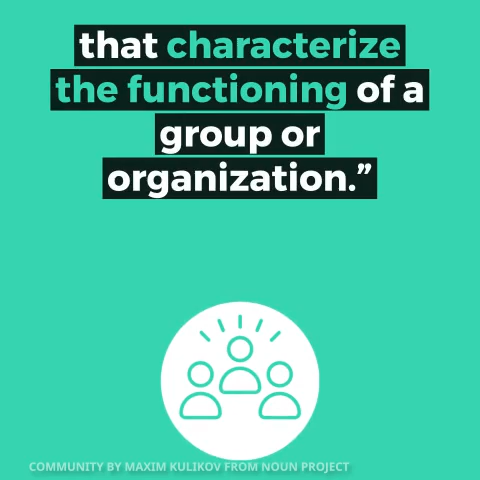 that characterize
the functioning of a
group or
organization.”
COMMUNITY BY MAXIM KULIKOV FROM NOUN PROJECT